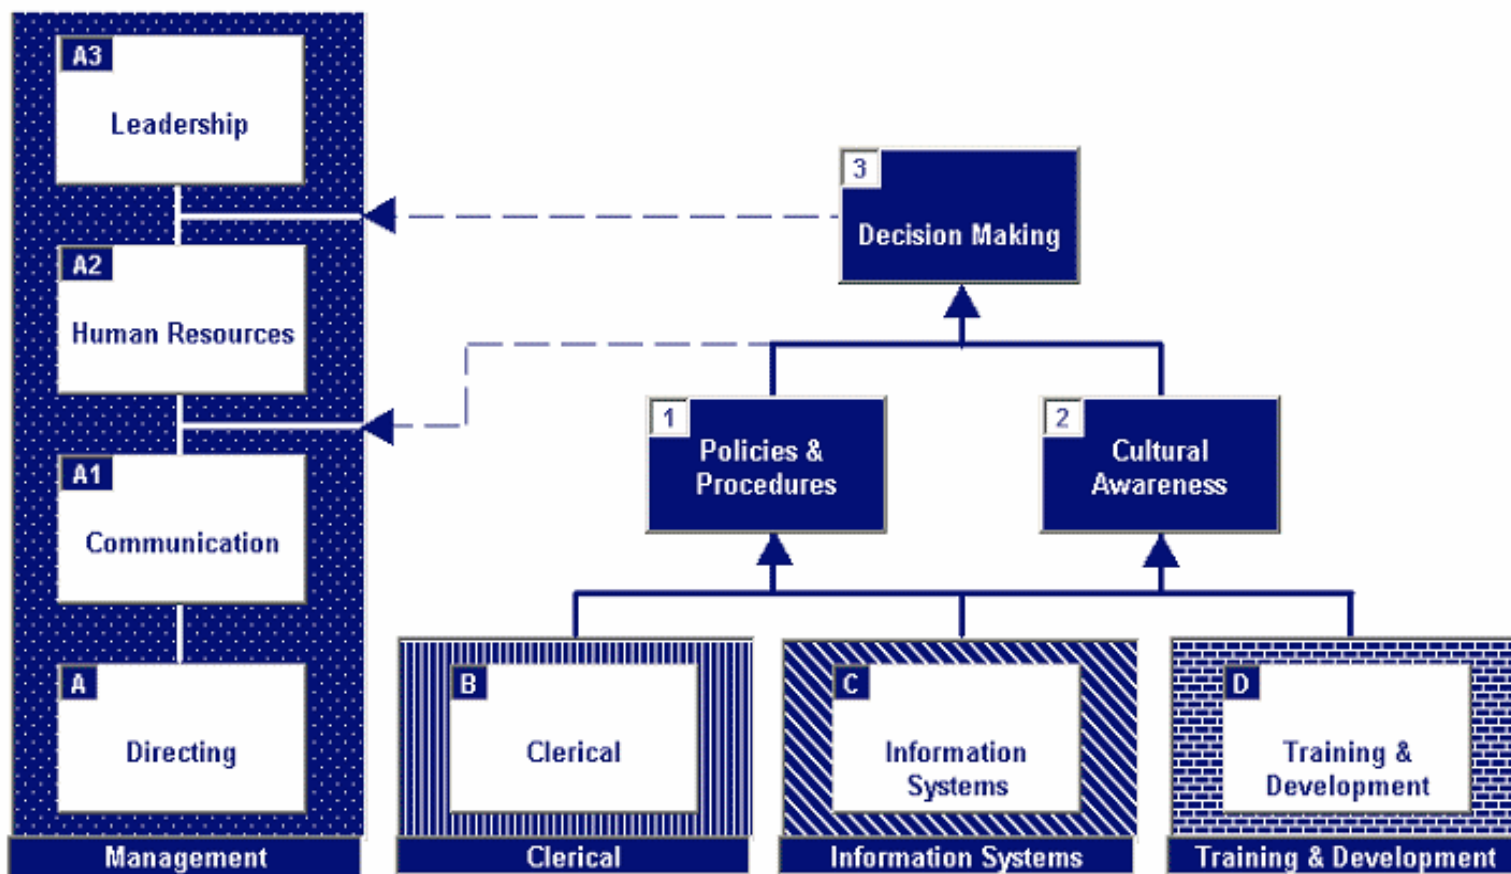 A3
Leadership
3
Decision Making
A2
Human Resources
1
Policies &
Procedures
2
Cultural
Awareness
A1
Communication
A
Directing
B
Clerical
C
Information
Systems
D
Training &
Development
Management
Clerical
Information Systems
Training & Development